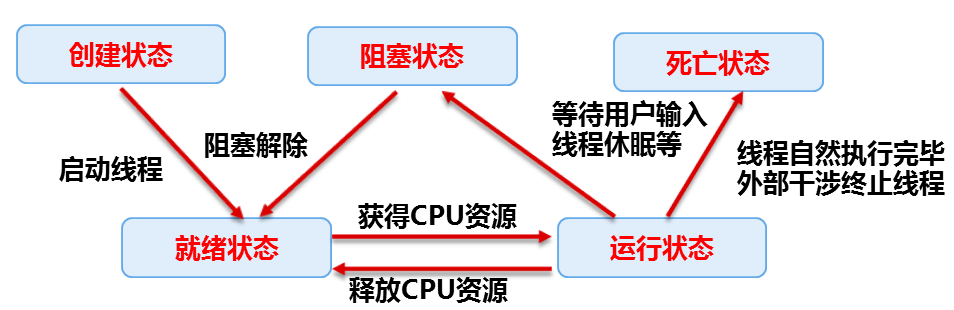 创建状态
阻塞状态
死亡状态
等待用户输入
线程休眠等
阻塞解除
启动线程
线程自然执行完毕
外部干涉终止线程
获得CPU资源
就绪状态
运行状态
释放CPU资源